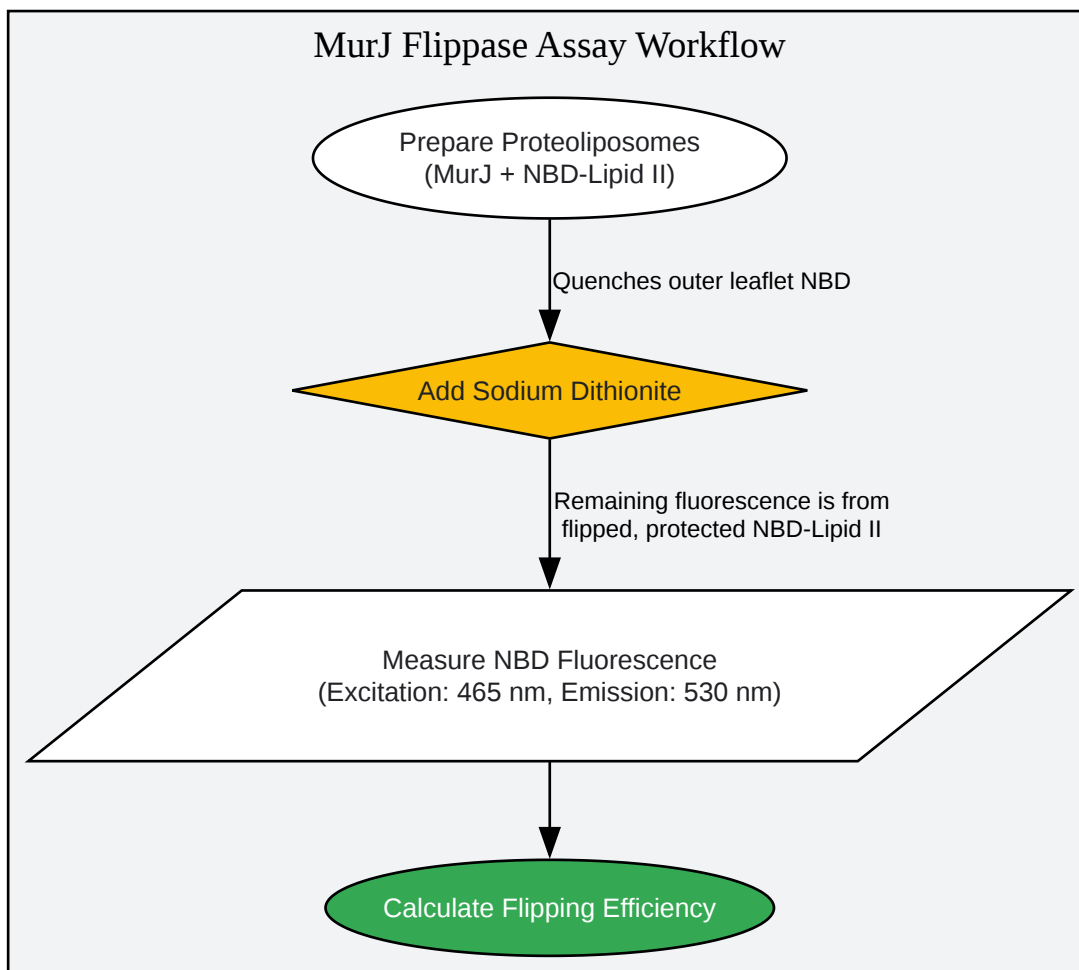 MurJ Flippase Assay Workflow
Prepare Proteoliposomes
(MurJ + NBD-Lipid II)
Quenches outer leaflet NBD
Add Sodium Dithionite
Remaining fluorescence is from
flipped, protected NBD-Lipid II
Measure NBD Fluorescence
(Excitation: 465 nm, Emission: 530 nm)
Calculate Flipping Efficiency